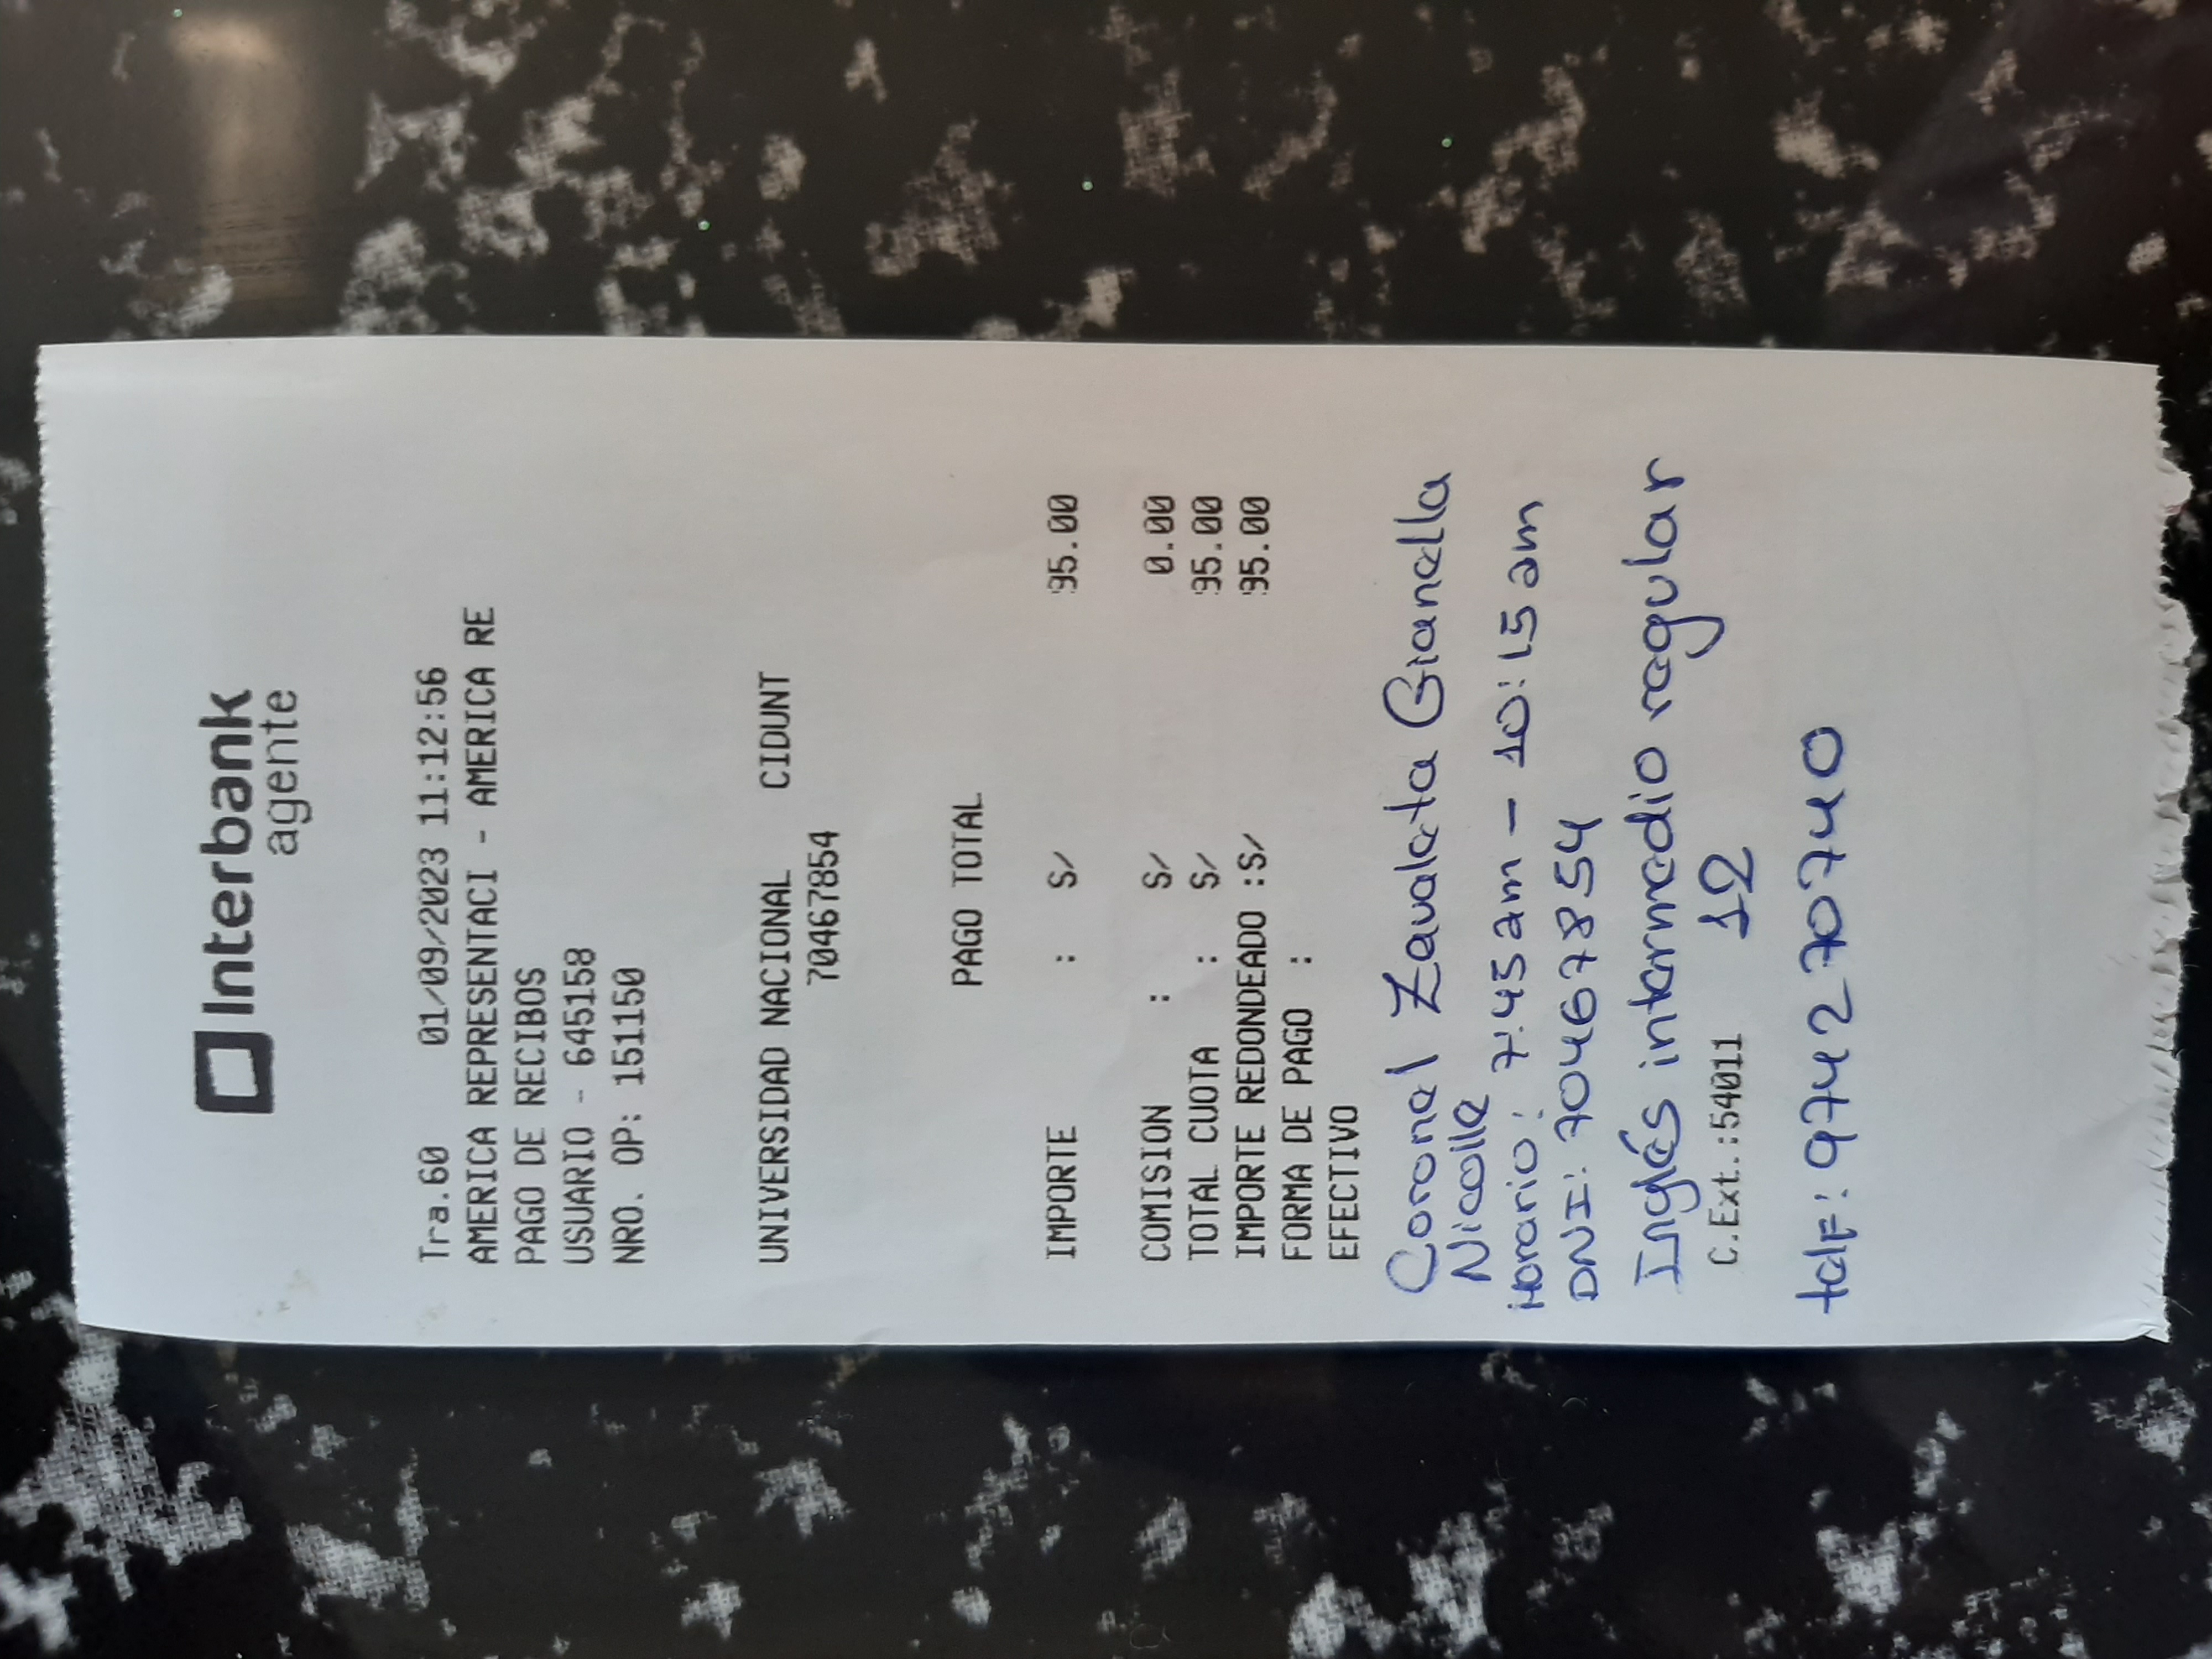 Interbank
agente
Tra.60 01/09/2023 11:12:56
AMERICA REPRESENTACI - AMERICA RE
PAGO DE RECIBOS
USUARIO - 645158
NRO. OP: 151150
UNIVERSIDAD NACIONAL CIDUNT
70467854
PAGO TOTAL
IMPORTE : S/ 95.00
COMISION : S/ 0.00
TOTAL CUOTA : S/ 95.00
IMPORTE REDONDEADO :S/ 95.00
FORMA DE PAGO :
EFECTIVO
Coronel Zavaleta Gianella
Nicolle
Horario: 7:45am - 10:15am
DNI: 70467854
Inglés intermedio regular
C.Ext.:54011 12
telf: 974270740